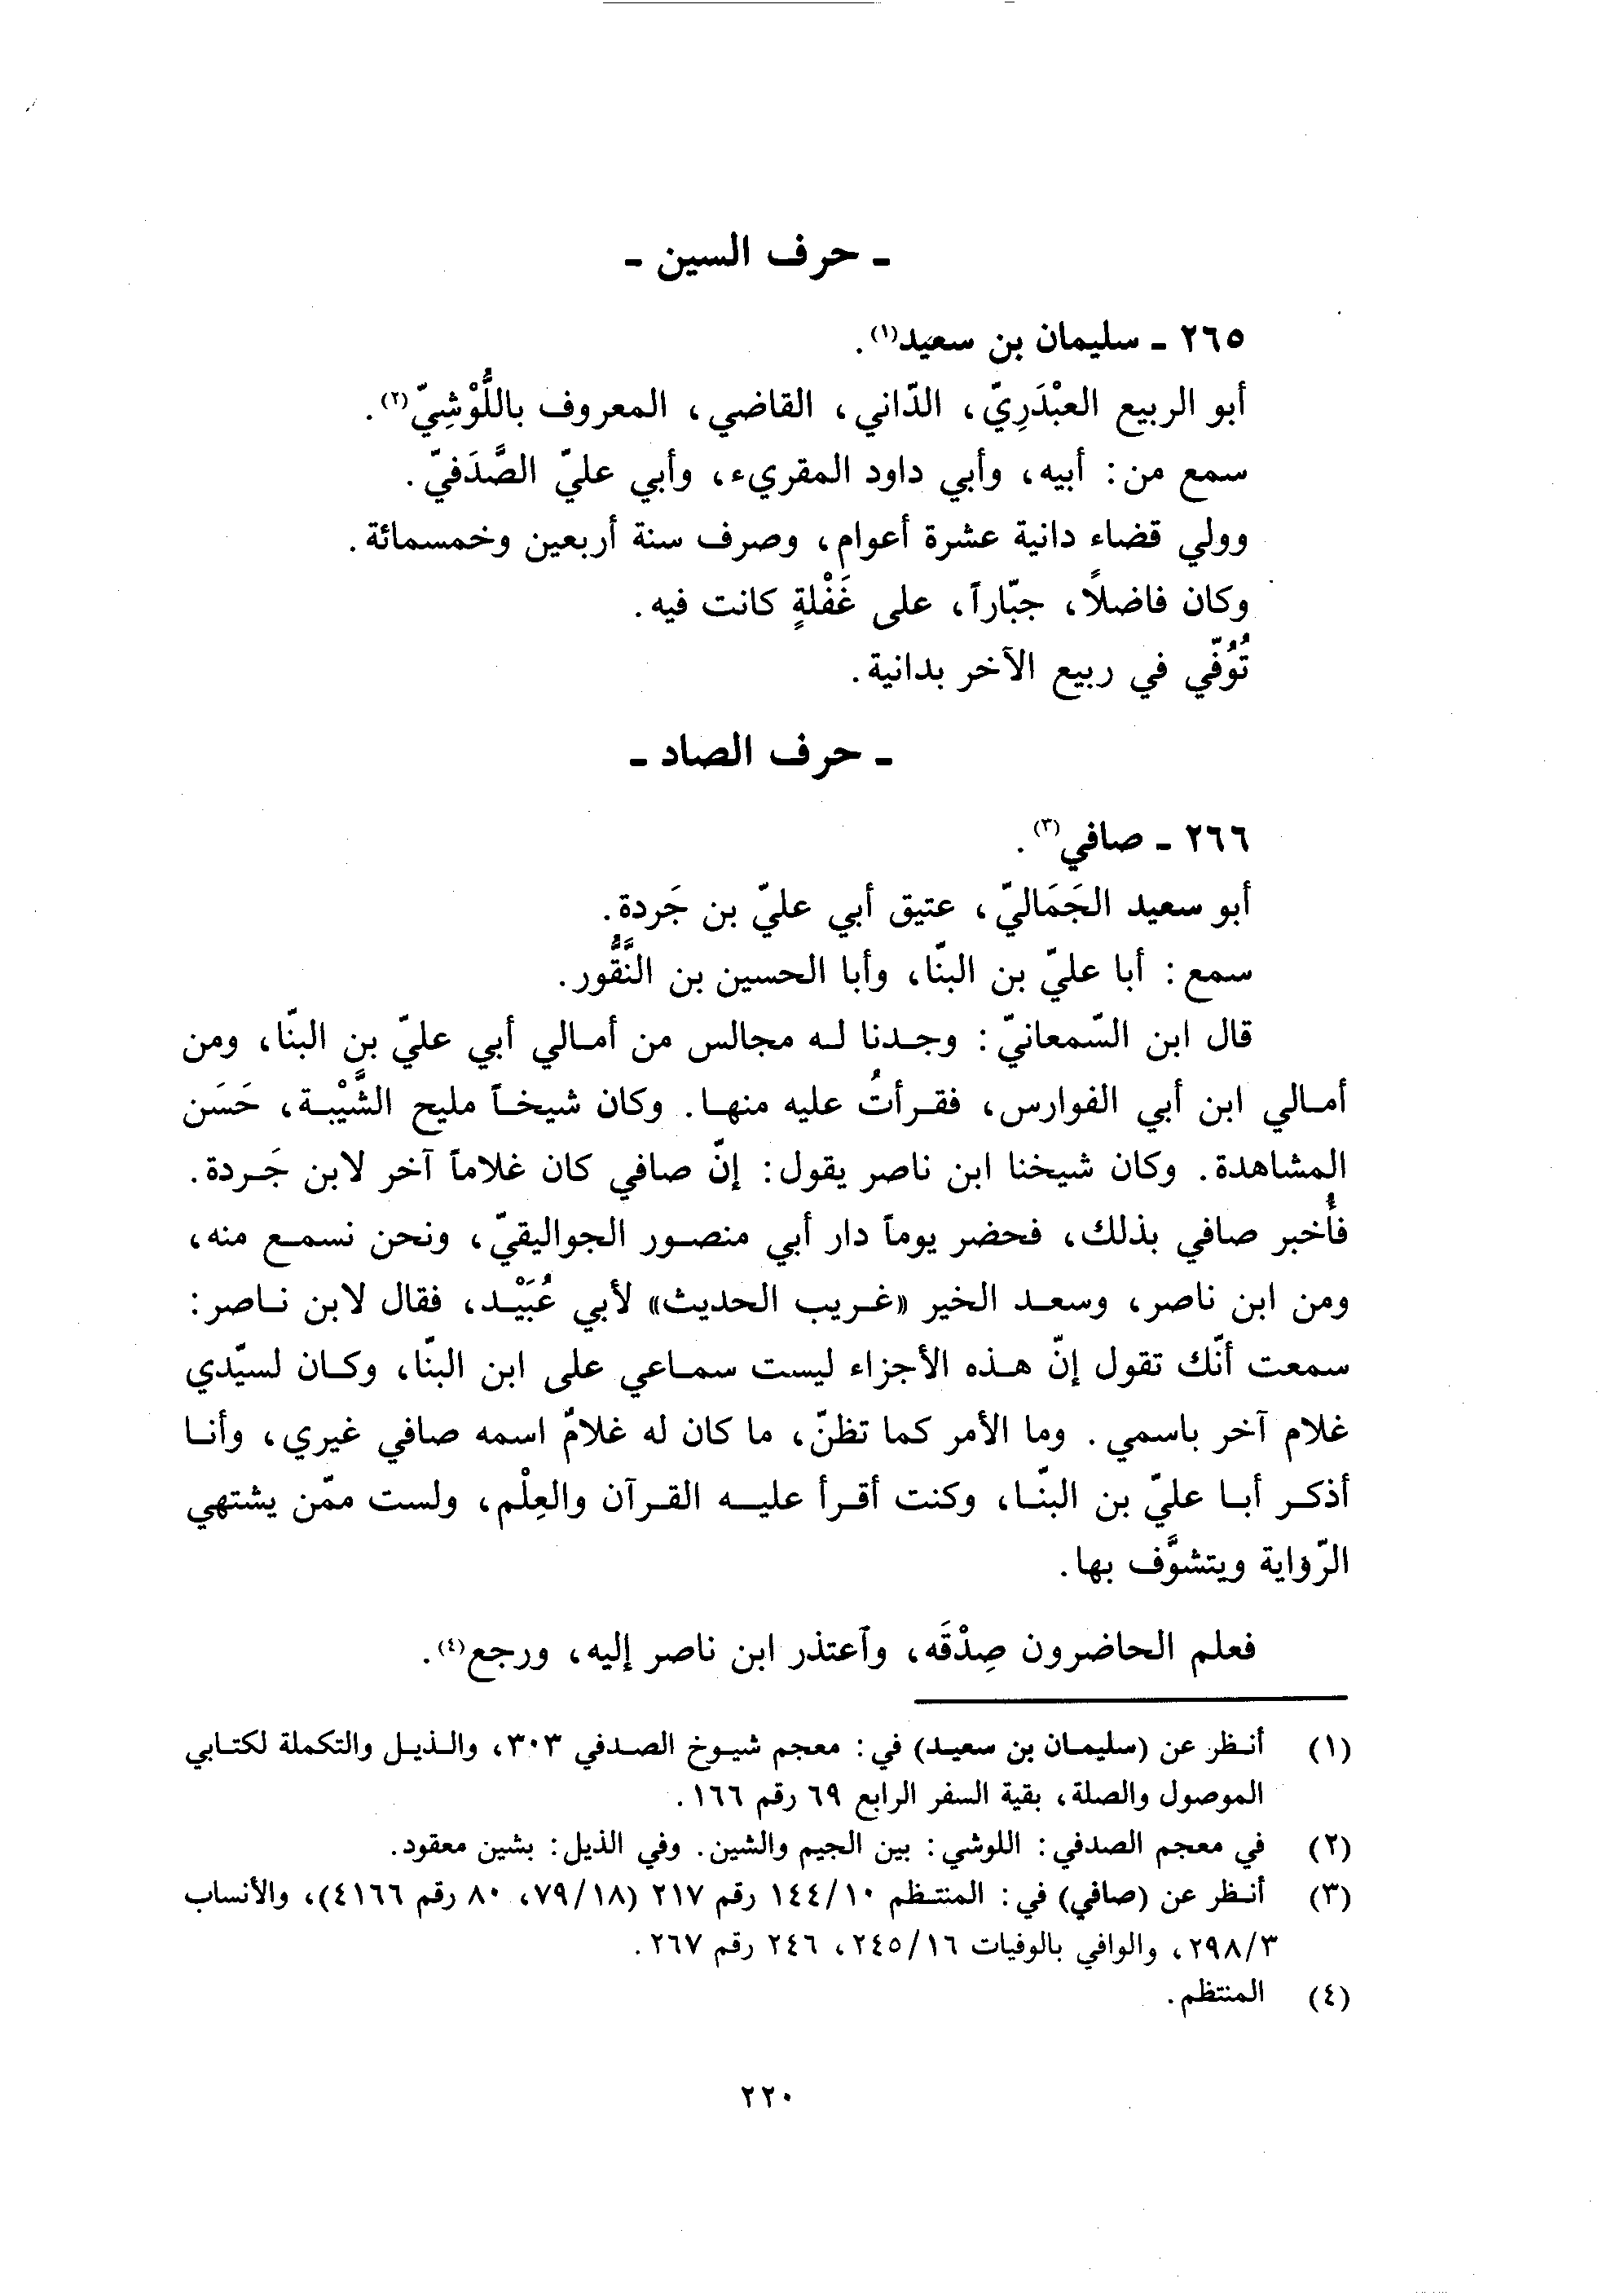 ـ حرف السين ـ
٢٦٥ ـ سليمان بن سعيد(١).
أبو الربيع العبْدَرِيّ، الدّاني، القاضي، المعروف باللُّوْشِيّ(٢).
سمع من: أبيه، وأبي داود المقريء، وأبي عليّ الصَّدَفيّ.
وولي قضاء دانية عشرة أعوام، وصرف سنة أربعين وخمسمائة.
وكان فاضلاً، جبّاراً، على غَفْلةٍ كانت فيه.
تُوُفّي في ربيع الآخر بدانية.
ـ حرف الصاد ـ
٢٦٦ ـ صافي(٣).
أبو سعيد الجَمَاليّ، عتيق أبي عليّ بن جَردة.
سمع: أبا عليّ بن البنّا، وأبا الحسين بن النَّقُّور.
قال ابن السّمعانيّ: وجدنا له مجالس من أمالي أبي عليّ بن البنّا، ومن
أمالي ابن أبي الفوارس، فقرأتُ عليه منها. وكان شيخاً مليح الشَّيْبة، حَسَن
المشاهدة. وكان شيخنا ابن ناصر يقول: إنّ صافي كان غلاماً آخر لابن جَردة.
فأُخبر صافي بذلك، فحضر يوماً دار أبي منصور الجواليقيّ، ونحن نسمع منه،
ومن ابن ناصر، وسعد الخير «غريب الحديث» لأبي عُبَيْد، فقال لابن ناصر:
سمعت أنّك تقول إنّ هذه الأجزاء ليست سماعي على ابن البنّا، وكان لسيّدي
غلام آخر باسمي. وما الأمر كما تظنّ، ما كان له غلامٌ اسمه صافي غيري، وأنا
أذكر أبا عليّ بن البنّا، وكنت أقرأ عليه القرآن والعِلْم، ولست ممّن يشتهي
الرّواية ويتشوَّف بها.
فعلم الحاضرون صِدْقَه، وآعتذر ابن ناصر إليه، ورجع(٤).
(١) أنظر عن (سليمان بن سعيد) في: معجم شيوخ الصدفي ٣٠٣، والذيل والتكملة لكتابي
الموصول والصلة، بقية السفر الرابع ٦٩ رقم ١٦٦.
(٢) في معجم الصدفي: اللوشي: بين الجيم والشين. وفي الذيل: بشين معقود.
(٣) أنظر عن (صافي) في: المنتظم ١٤٤/١٠ رقم ٢١٧ (٧٩/١٨، ٨٠ رقم ٤١٦٦)، والأنساب
٢٩٨/٣، والوافي بالوفيات ٢٤٥/١٦، ٢٤٦ رقم ٢٦٧.
(٤) المنتظم.
٢٢٠